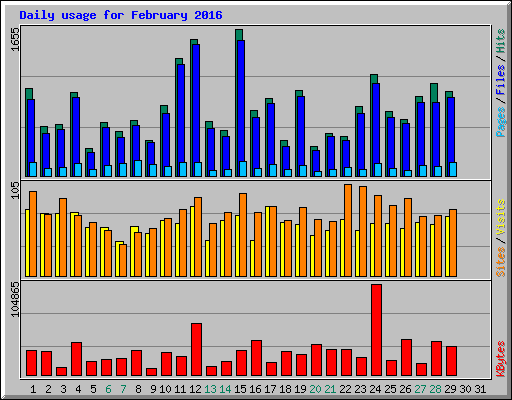 Daily usage for February 2016
1655
Pages / Files / Hits
105
Sites / Visits
104865
KBytes
1 2 3 4 5 6 7 8 9 10 11 12 13 14 15 16 17 18 19 20 21 22 23 24 25 26 27 28 29 30 31